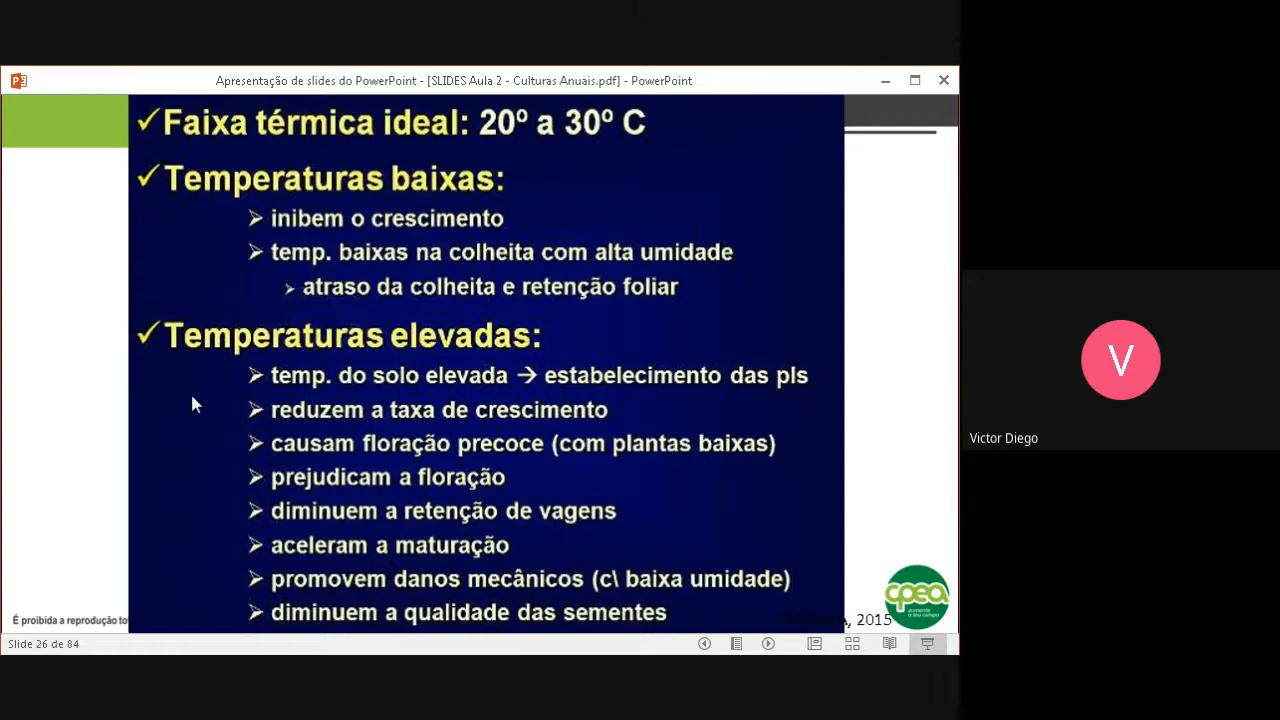 Apresentação de slides do PowerPoint - [SLIDES Aula 2 - Culturas Anuais.pdf] - PowerPoint
Faixa térmica ideal: 20º a 30º C
Temperaturas baixas:
inibem o crescimento
temp. baixas na colheita com alta umidade
atraso da colheita e retenção foliar
Temperaturas elevadas:
temp. do solo elevada → estabelecimento das pls
reduzem a taxa de crescimento
causam floração precoce (com plantas baixas)
prejudicam a floração
diminuem a retenção de vagens
aceleram a maturação
promovem danos mecânicos (c\ baixa umidade)
diminuem a qualidade das sementes
É proibida a reprodução to
, 2015
cpea
Slide 26 de 84
V
Victor Diego